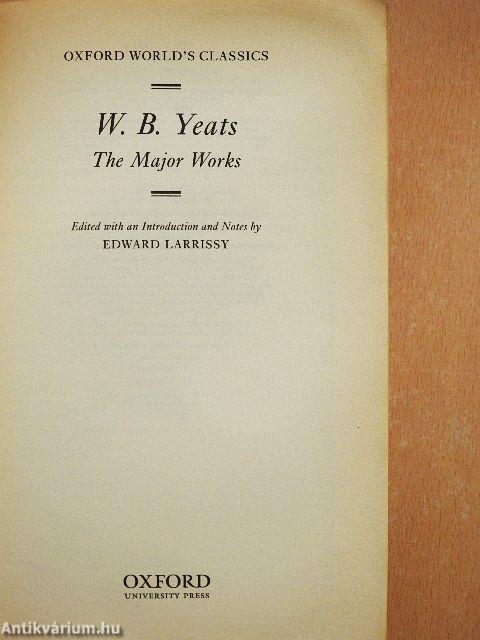 OXFORD WORLD'S CLASSICS
W. B. Yeats
The Major Works
Edited with an Introduction and Notes by
EDWARD LARRISSY
OXFORD
UNIVERSITY PRESS
Antikvárium.hu